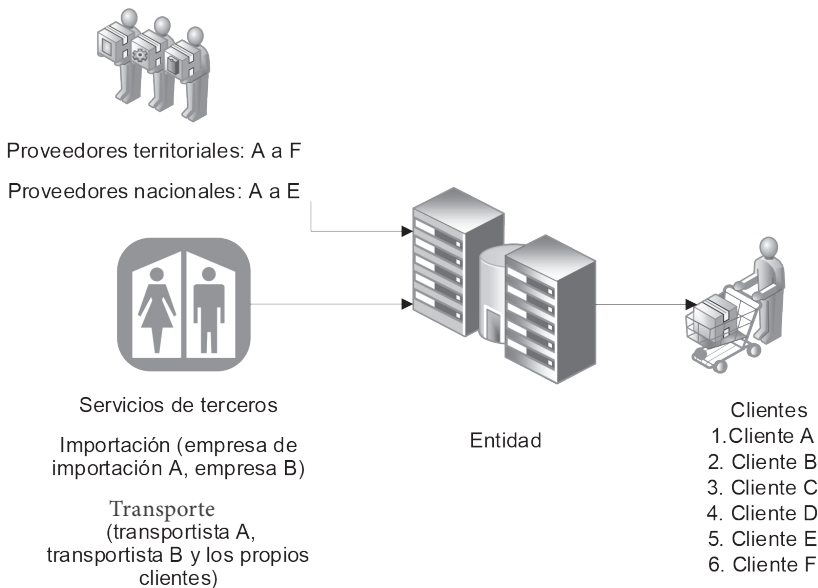 Proveedores territoriales: A a F
Proveedores nacionales: A a E
Servicios de terceros
Importación (empresa de
importación A, empresa B)
Transporte
(transportista A,
transportista B y los propios
clientes)
Entidad
Clientes
1.Cliente A
2. Cliente B
3. Cliente C
4. Cliente D
5. Cliente E
6. Cliente F